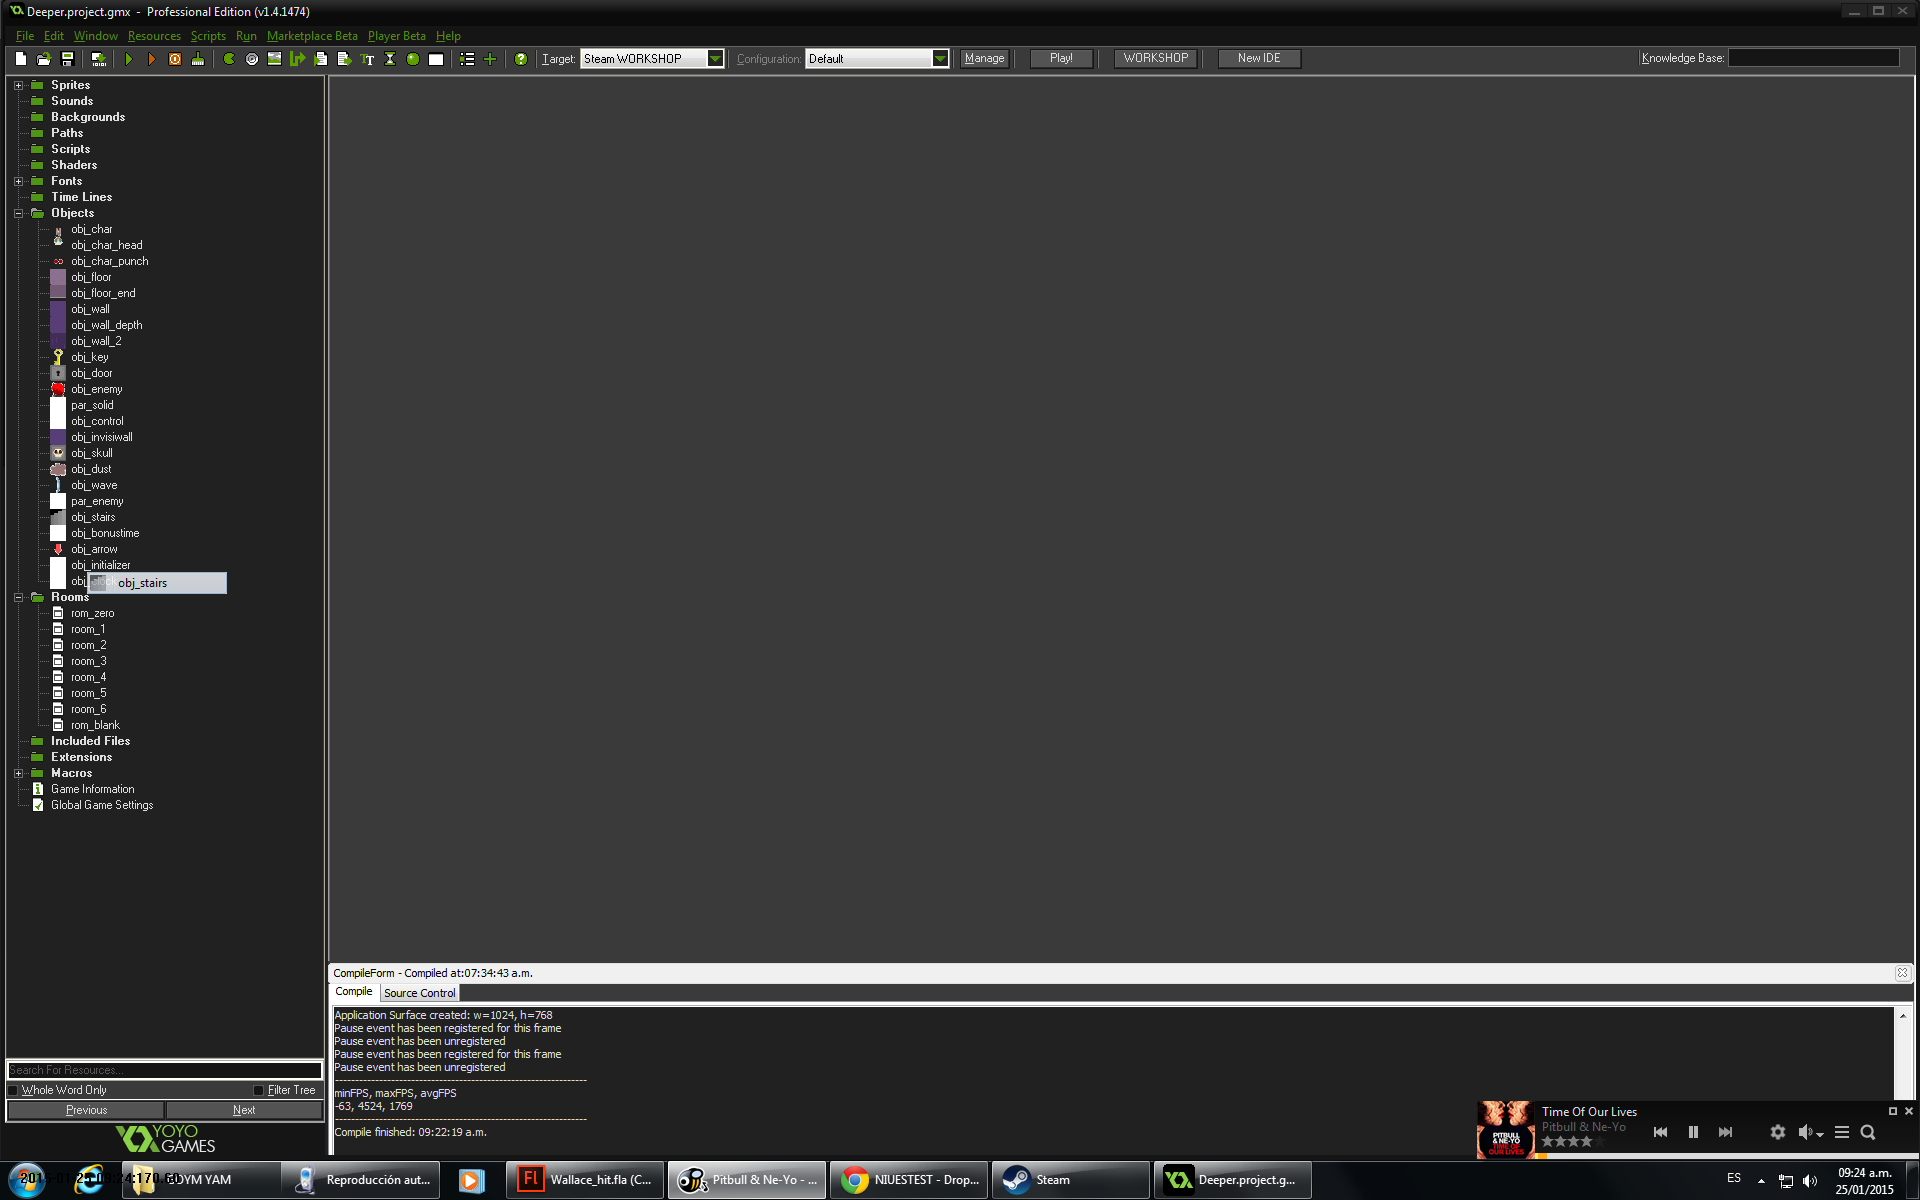 Deeper.project.gmx - Professional Edition (v1.4.1474)
File Edit Window Resources Scripts Run Marketplace Beta Player Beta Help
Target: Steam WORKSHOP Configuration: Default Manage Play! WORKSHOP New IDE Knowledge Base:
Sprites
Sounds
Backgrounds
Paths
Scripts
Shaders
Fonts
Time Lines
Objects
obj_char
obj_char_head
obj_char_punch
obj_floor
obj_floor_end
obj_wall
obj_wall_depth
obj_wall_2
obj_key
obj_door
obj_enemy
par_solid
obj_control
obj_invisiwall
obj_skull
obj_dust
obj_wave
par_enemy
obj_stairs
obj_bonustime
obj_arrow
obj_initializer
obj_stairs
Rooms
rom_zero
room_1
room_2
room_3
room_4
room_5
room_6
rom_blank
Included Files
Extensions
Macros
Game Information
Global Game Settings
Search For Resources...
Whole Word Only Filter Tree
Previous Next
YOYO
GAMES
CompileForm - Compiled at:07:34:43 a.m.
Compile Source Control
Application Surface created: w=1024, h=768
Pause event has been registered for this frame
Pause event has been unregistered
Pause event has been registered for this frame
Pause event has been unregistered
minFPS, maxFPS, avgFPS
-63, 4524, 1769
Compile finished: 09:22:19 a.m.
PITBULL
& NE-YO
TIME OF
OUR LIVES
Time Of Our Lives
Pitbull & Ne-Yo
YAM
Reproducción aut...
Fl Wallace_hit.fla (C...
Pitbull & Ne-Yo - ...
NIUESTEST - Drop...
Steam
Deeper.project.g...
ES
09:24 a.m.
25/01/2015